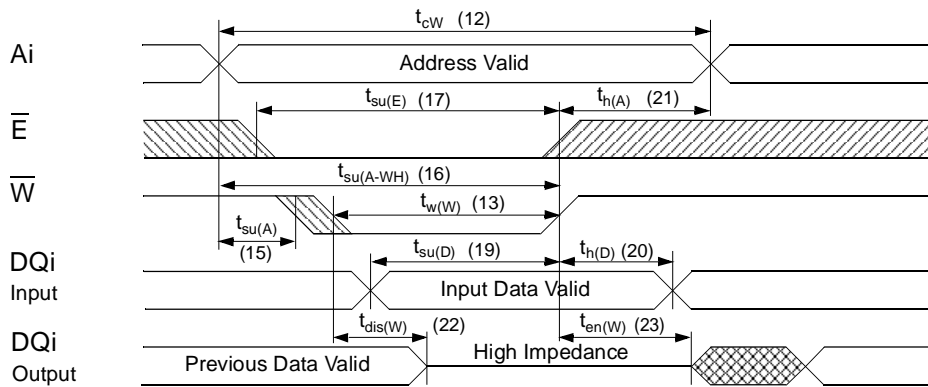 t_cW (12)
Ai
Address Valid
t_su(E) (17)
t_h(A) (21)
E̅
t_su(A-WH) (16)
W̅
t_w(W) (13)
t_su(A)
(15)
t_su(D) (19)
t_h(D) (20)
DQi
Input
Input Data Valid
t_dis(W) (22)
t_en(W) (23)
DQi
Output
Previous Data Valid
High Impedance